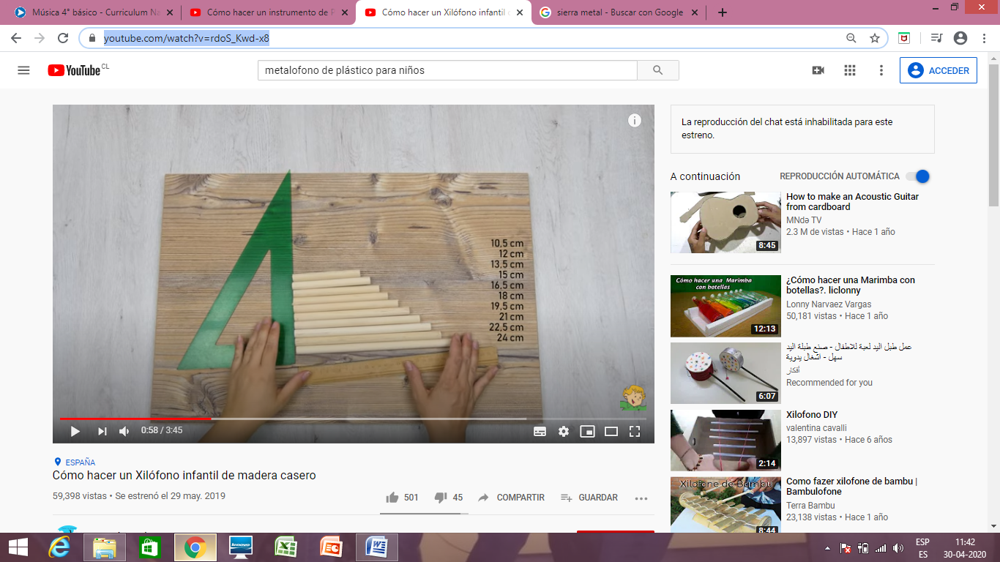 Música 4° básico - Curriculum Na
Cómo hacer un instrumento de P
Cómo hacer un Xilófono infantil d
sierra metal - Buscar con Google
youtube.com/watch?v=rdoS_Kwd-x8
YouTube CL
metalofono de plástico para niños
ACCEDER
10,5 cm
12 cm
13,5 cm
15 cm
16,5 cm
18 cm
19,5 cm
21 cm
22,5 cm
24 cm
0:58 / 3:45
ESPAÑA
Cómo hacer un Xilófono infantil de madera casero
59,398 vistas • Se estrenó el 29 may. 2019
501
45
COMPARTIR
GUARDAR
La reproducción del chat está inhabilitada para este
estreno.
A continuación
REPRODUCCIÓN AUTOMÁTICA
How to make an Acoustic Guitar
from cardboard
MNdə TV
2.3 M de vistas • Hace 1 año
8:45
Cómo hacer una Marimba
con botellas
¿Cómo hacer una Marimba con
botellas?. liclonny
Lonny Narvaez Vargas
50,181 vistas • Hace 1 año
12:13
عمل طبل اليد لعبة للاطفال - صنع طبلة اليد
سهل - اشغال يدوية
أفكار
Recommended for you
6:07
Xilofono DIY
valentina cavalli
13,897 vistas • Hace 6 años
2:14
Xilofone de Bambu
Como fazer xilofone de bambu |
Bambulofone
Terra Bambu
23,138 vistas • Hace 1 año
8:44
lenovo
ESP
ES
11:42
30-04-2020